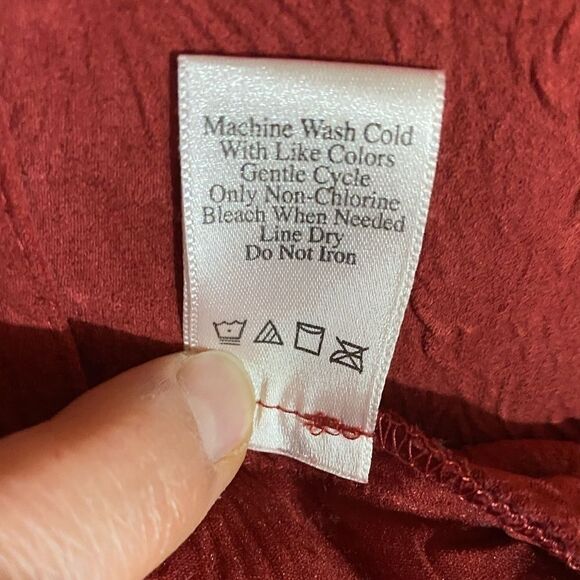 Machine Wash Cold
With Like Colors
Gentle Cycle
Only Non-Chlorine
Bleach When Needed
Line Dry
Do Not Iron